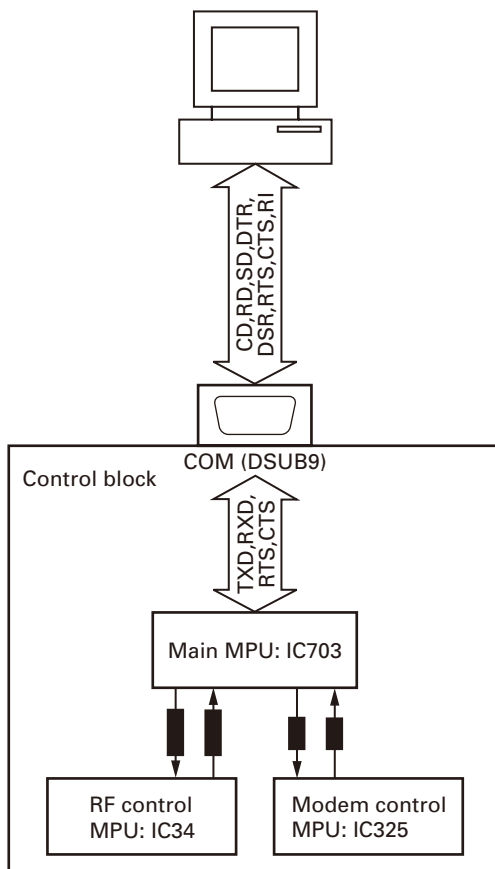 CD,RD,SD,DTR,
DSR,RTS,CTS,RI
COM (DSUB9)
Control block
TXD,RXD,
RTS,CTS
Main MPU: IC703
RF control
MPU: IC34
Modem control
MPU: IC325